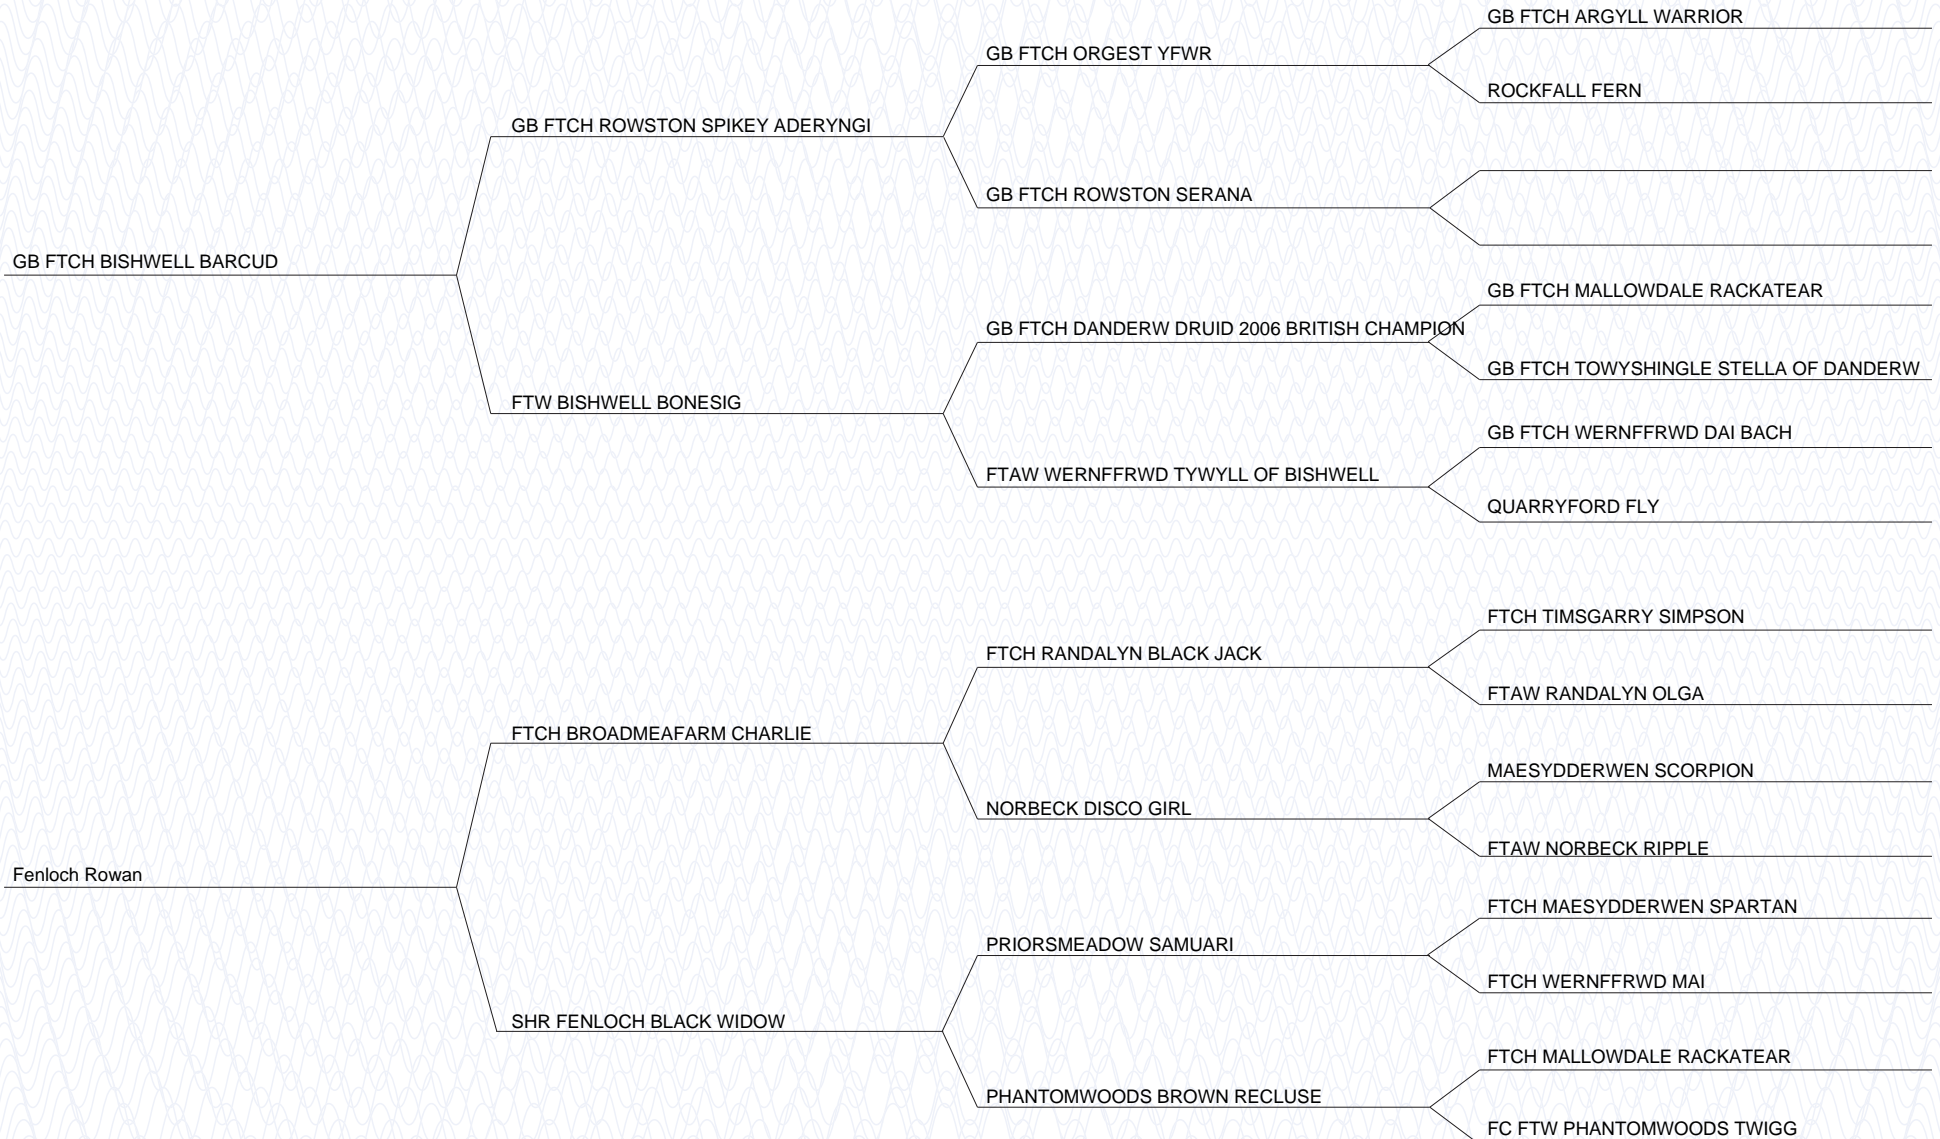 GB FTCH ARGYLL WARRIOR
GB FTCH ORGEST YFWR
ROCKFALL FERN
GB FTCH ROWSTON SPIKEY ADERYNGI
GB FTCH ROWSTON SERANA
GB FTCH BISHWELL BARCUD
GB FTCH MALLOWDALE RACKATEAR
GB FTCH DANDERW DRUID 2006 BRITISH CHAMPION
GB FTCH TOWYSHINGLE STELLA OF DANDERW
FTW BISHWELL BONESIG
GB FTCH WERNFFRWD DAI BACH
FTAW WERNFFRWD TYWYLL OF BISHWELL
QUARRYFORD FLY
FTCH TIMSGARRY SIMPSON
FTCH RANDALYN BLACK JACK
FTAW RANDALYN OLGA
FTCH BROADMEAFARM CHARLIE
MAESYDDERWEN SCORPION
NORBECK DISCO GIRL
FTAW NORBECK RIPPLE
Fenloch Rowan
FTCH MAESYDDERWEN SPARTAN
PRIORSMEADOW SAMUARI
FTCH WERNFFRWD MAI
SHR FENLOCH BLACK WIDOW
FTCH MALLOWDALE RACKATEAR
PHANTOMWOODS BROWN RECLUSE
FC FTW PHANTOMWOODS TWIGG